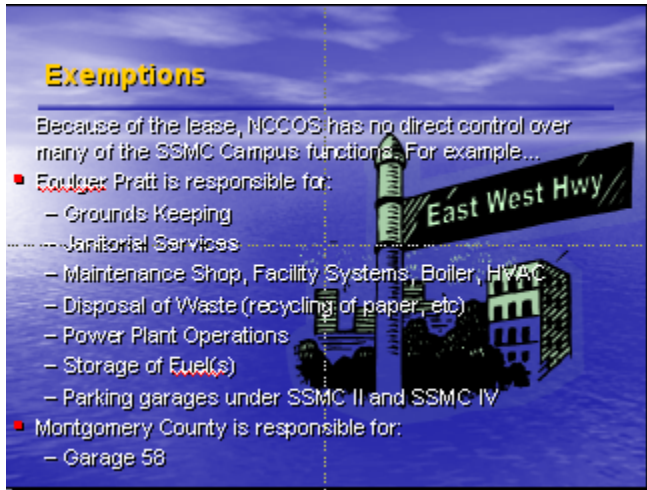 Exemptions
Because of the lease, NCCOS has no direct control over
many of the SSMC Campus functions. For example...
Foulger Pratt is responsible for:
– Grounds Keeping
– Janitorial Services
– Maintenance Shop, Facility Systems, Boiler, HVAC
– Disposal of Waste (recycling of paper, etc)
– Power Plant Operations
– Storage of Fuel(s)
– Parking garages under SSMC II and SSMC IV
Montgomery County is responsible for:
– Garage 58
East West Hwy